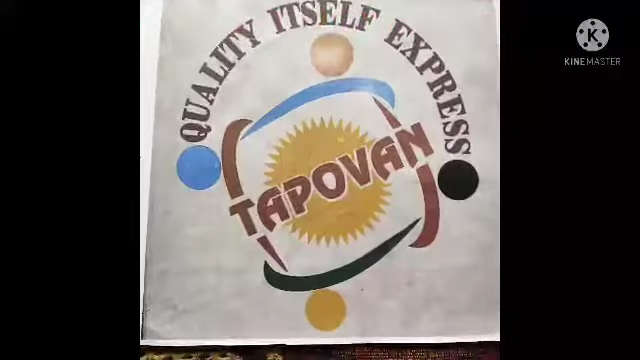 QUALITY ITSELF EXPRESS
TAPOVAN
K
KINEMASTER